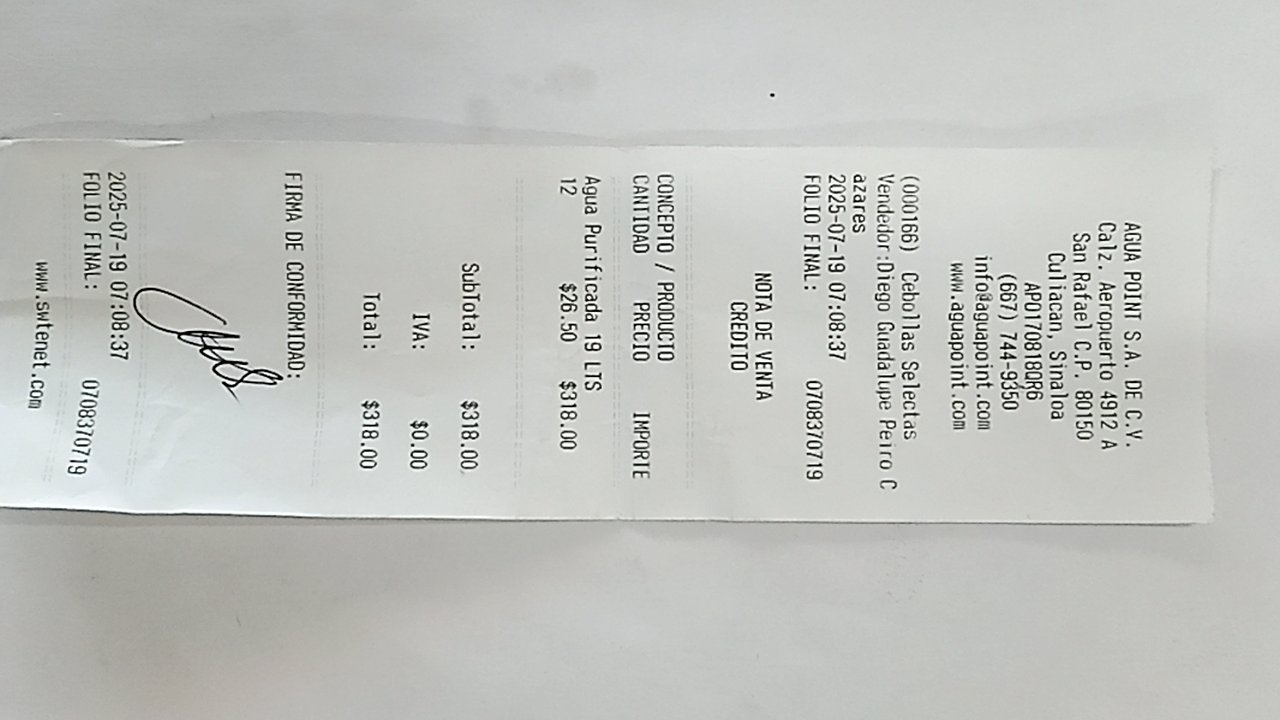 AGUA POINT S.A. DE C.V.
Calz. Aeropuerto 4912 A
San Rafael C.P. 80150
Culiacan, Sinaloa
APO170818QR6
(667) 744-9350
info@aguapoint.com
www.aguapoint.com
(000166) Cebollas Selectas
Vendedor:Diego Guadalupe Peiro C
azares
2025-07-19 07:08:37
FOLIO FINAL: 0708370719
NOTA DE VENTA
CREDITO
CONCEPTO / PRODUCTO
CANTIDAD PRECIO IMPORTE
Agua Purificada 19 LTS
12 $26.50 $318.00
SubTotal: $318.00
IVA: $0.00
Total: $318.00
FIRMA DE CONFORMIDAD:
2025-07-19 07:08:37
FOLIO FINAL: 0708370719
www.swtenet.com